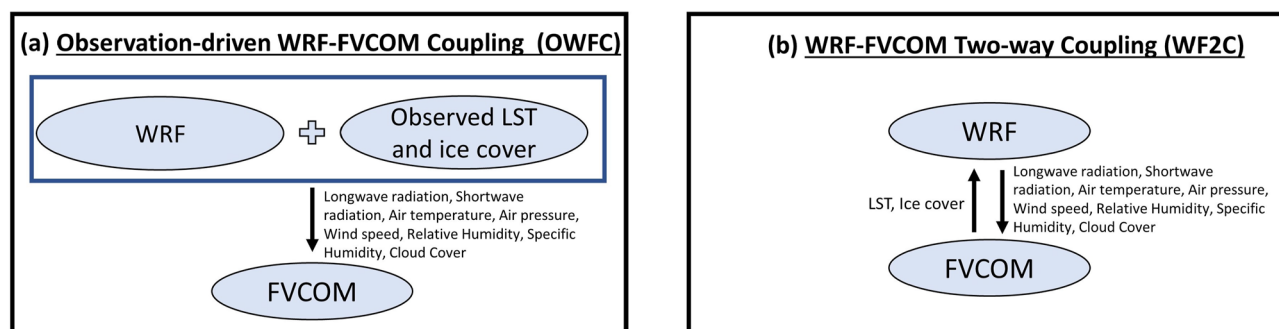 (a) Observation-driven WRF-FVCOM Coupling (OWFC)
WRF
Observed LST
and ice cover
Longwave radiation, Shortwave
radiation, Air temperature, Air pressure,
Wind speed, Relative Humidity, Specific
Humidity, Cloud Cover
FVCOM
(b) WRF-FVCOM Two-way Coupling (WF2C)
WRF
LST, Ice cover
Longwave radiation, Shortwave
radiation, Air temperature, Air pressure,
Wind speed, Relative Humidity, Specific
Humidity, Cloud Cover
FVCOM